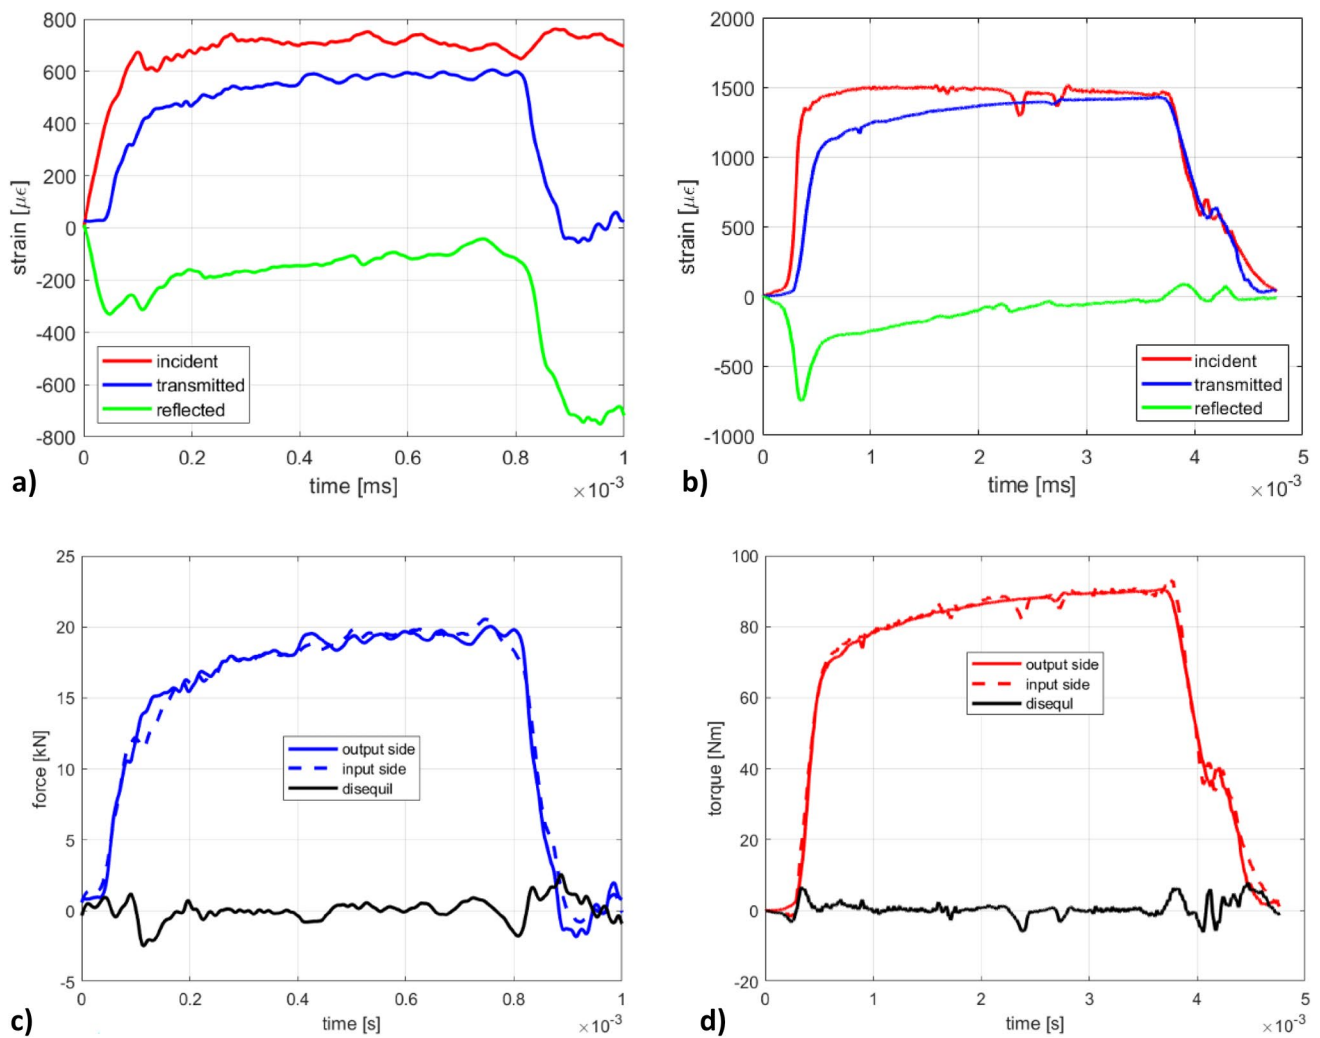 800
600
400
200
0
-200
-400
-600
-800
strain [µϵ]
incident
transmitted
reflected
0 0.2 0.4 0.6 0.8 1
time [ms]
×10-3
a)
2000
1500
1000
500
0
-500
-1000
strain [µϵ]
incident
transmitted
reflected
0 1 2 3 4 5
time [ms]
×10-3
b)
25
20
15
10
5
0
-5
force [kN]
output side
input side
disequil
0 0.2 0.4 0.6 0.8 1
time [s]
×10-3
c)
100
80
60
40
20
0
-20
torque [Nm]
output side
input side
disequl
0 1 2 3 4 5
time [s]
×10-3
d)